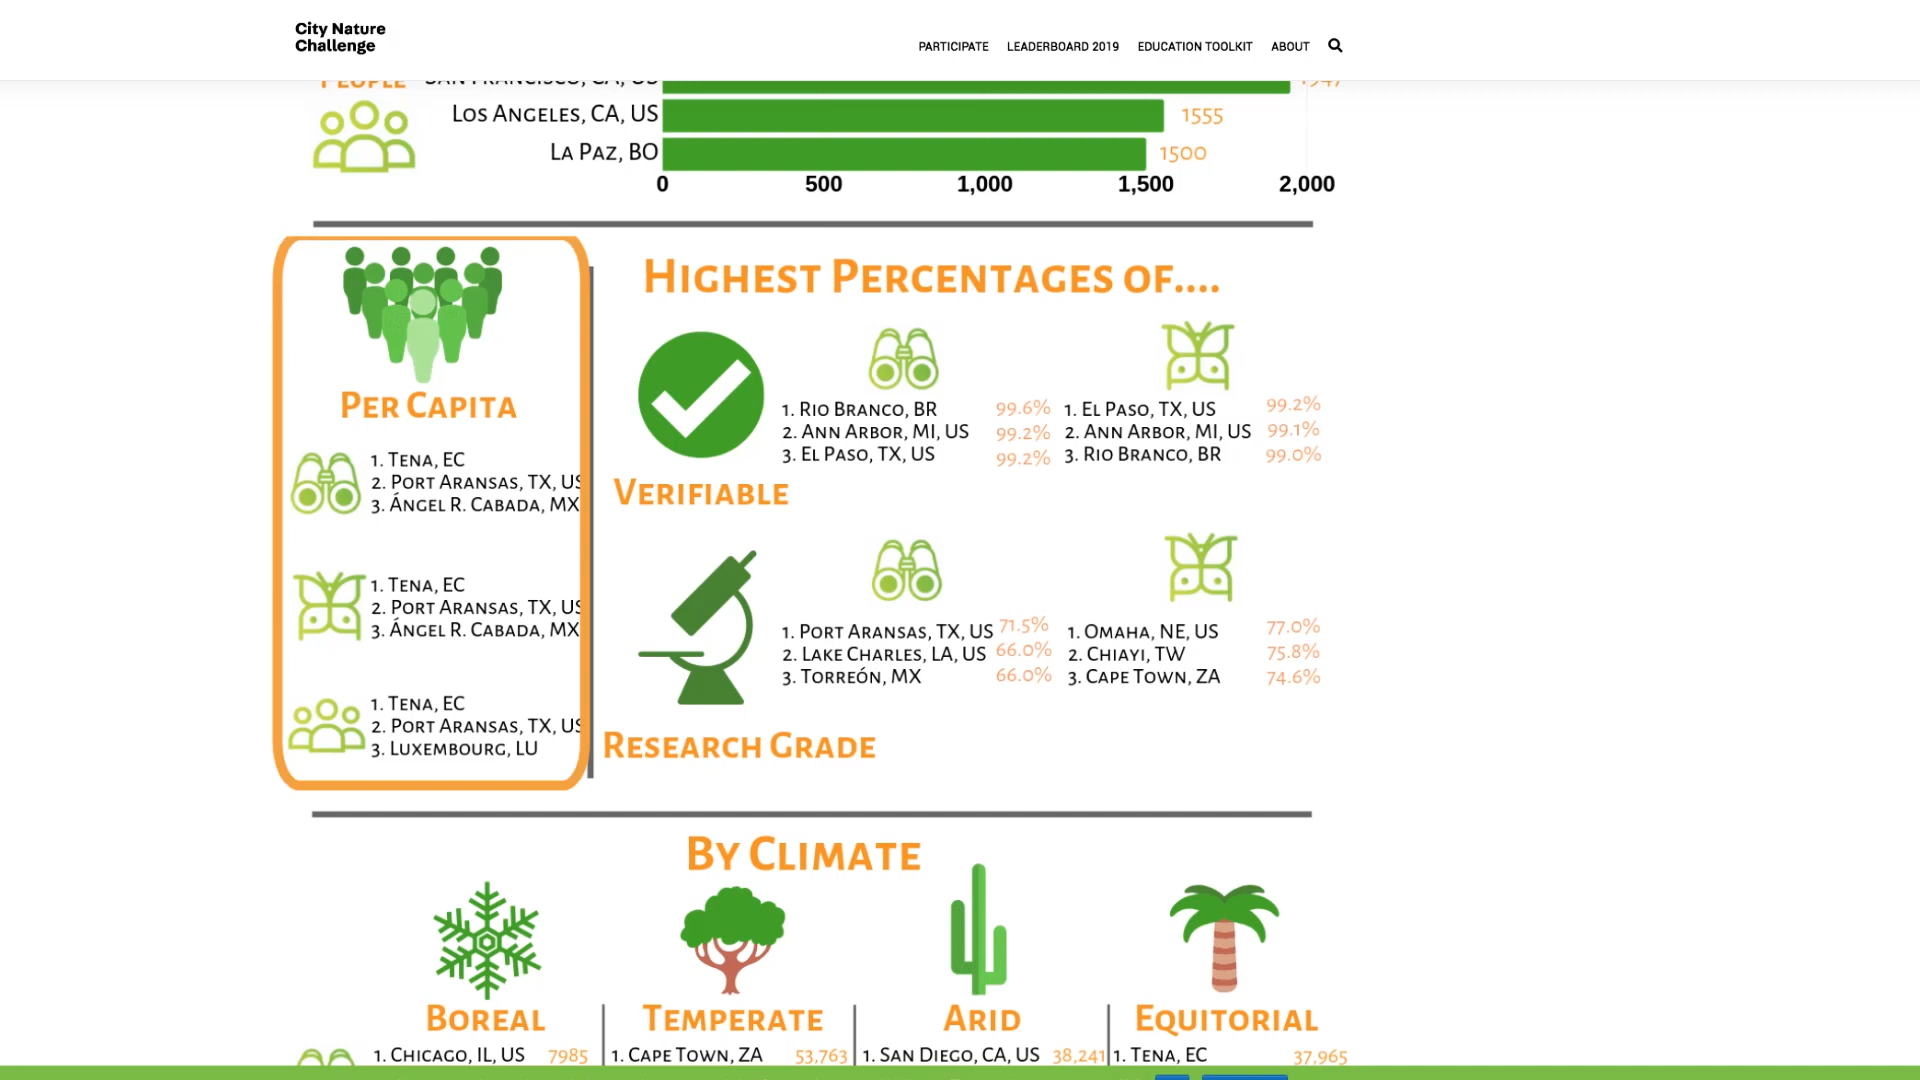 City Nature
Challenge
PARTICIPATE LEADERBOARD 2019 EDUCATION TOOLKIT ABOUT
PEOPLE SAN FRANCISCO, CA, US 1947
LOS ANGELES, CA, US 1555
LA PAZ, BO 1500
0 500 1,000 1,500 2,000
PER CAPITA
1. TENA, EC
2. PORT ARANSAS, TX, US
3. ÁNGEL R. CABADA, MX
1. TENA, EC
2. PORT ARANSAS, TX, US
3. ÁNGEL R. CABADA, MX
1. TENA, EC
2. PORT ARANSAS, TX, US
3. LUXEMBOURG, LU
HIGHEST PERCENTAGES OF....
VERIFIABLE
1. RIO BRANCO, BR 99.6%
2. ANN ARBOR, MI, US 99.2%
3. EL PASO, TX, US 99.2%
1. EL PASO, TX, US 99.2%
2. ANN ARBOR, MI, US 99.1%
3. RIO BRANCO, BR 99.0%
RESEARCH GRADE
1. PORT ARANSAS, TX, US 71.5%
2. LAKE CHARLES, LA, US 66.0%
3. TORREÓN, MX 66.0%
1. OMAHA, NE, US 77.0%
2. CHIAYI, TW 75.8%
3. CAPE TOWN, ZA 74.6%
BY CLIMATE
BOREAL
1. CHICAGO, IL, US 7985
TEMPERATE
1. CAPE TOWN, ZA 53,763
ARID
1. SAN DIEGO, CA, US 38,241
EQUITORIAL
1. TENA, EC 37,965